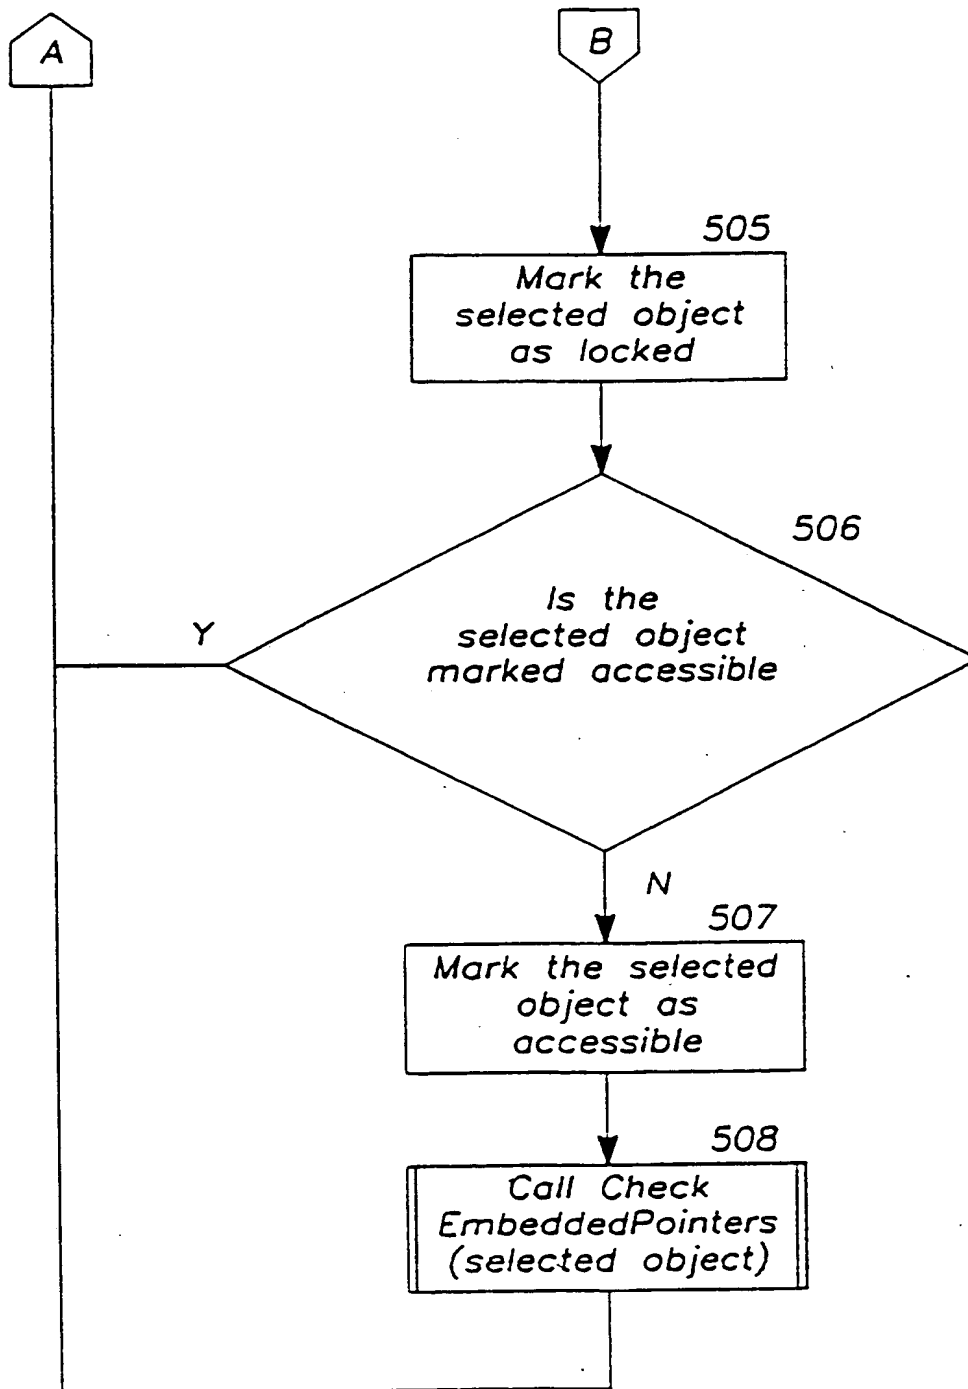 A
B
505
Mark the
selected object
as locked
506
Is the
selected object
marked accessible
Y
N
507
Mark the selected
object as
accessible
508
Call Check
EmbeddedPointers
(selected object)